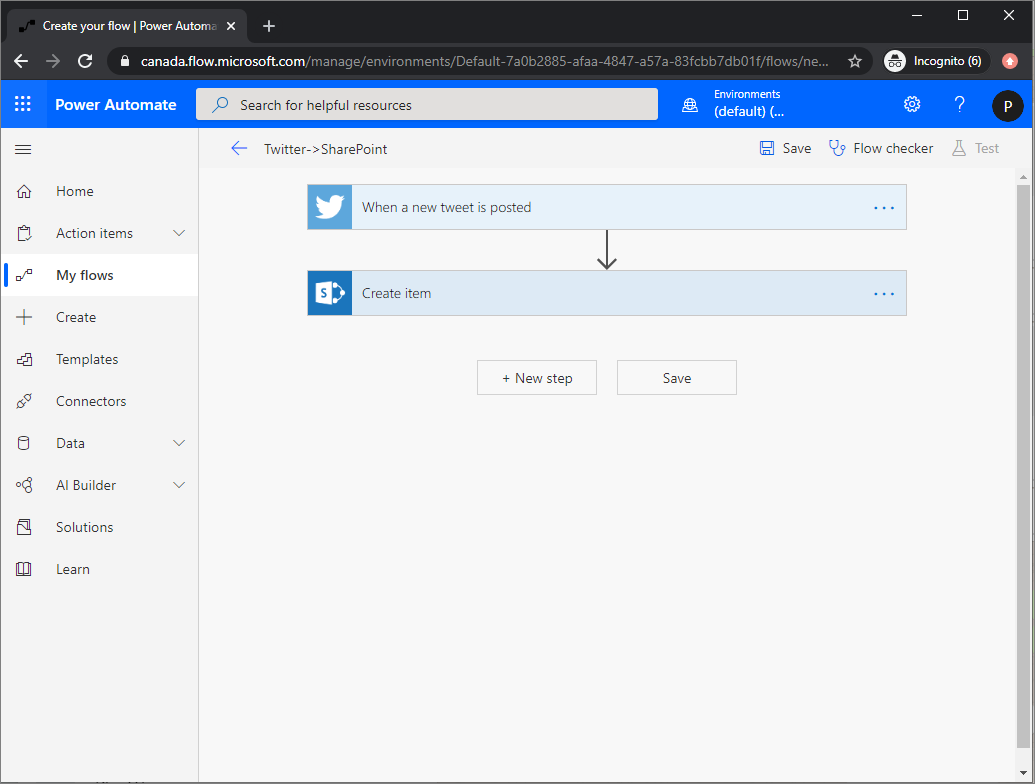 Create your flow | Power Automa
canada.flow.microsoft.com/manage/environments/Default-7a0b2885-afaa-4847-a57a-83fcbb7db01f/flows/ne...
Incognito (6)
Power Automate
Search for helpful resources
Environments
(default) (...
?
P
Twitter->SharePoint
Save
Flow checker
Test
Home
Action items
My flows
Create
Templates
Connectors
Data
AI Builder
Solutions
Learn
When a new tweet is posted
...
S
Create item
...
+ New step
Save